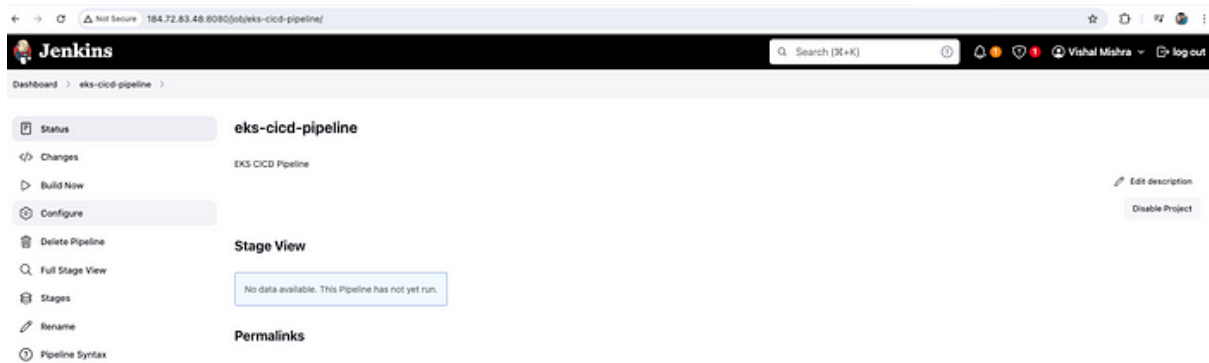 Not Secure 184.72.83.48:8080/job/eks-cicd-pipeline/
Jenkins
Search (⌘+K)
1
1
Vishal Mishra
log out
Dashboard > eks-cicd-pipeline >
Status
</> Changes
Build Now
Configure
Delete Pipeline
Full Stage View
Stages
Rename
Pipeline Syntax
eks-cicd-pipeline
EKS CICD Pipeline
Edit description
Disable Project
Stage View
No data available. This Pipeline has not yet run.
Permalinks